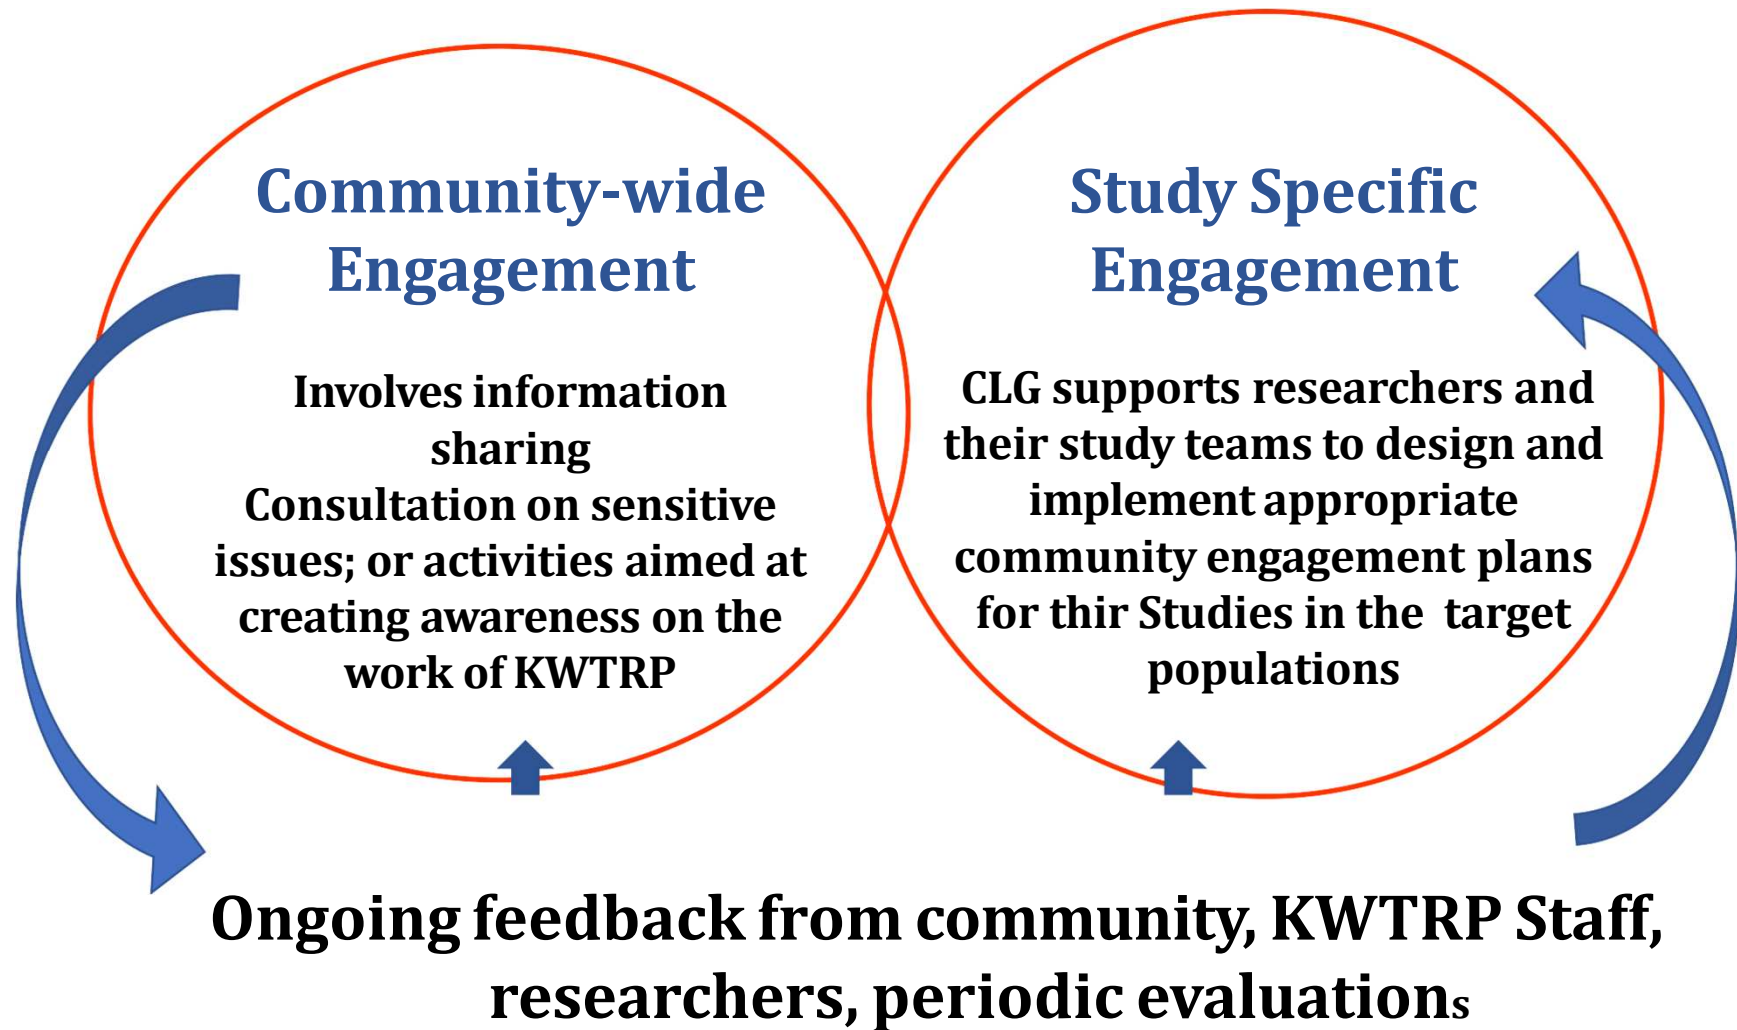 Community-wide
Engagement
Involves information
sharing
Consultation on sensitive
issues; or activities aimed at
creating awareness on the
work of KWTRP
Study Specific
Engagement
CLG supports researchers and
their study teams to design and
implement appropriate
community engagement plans
for thir Studies in the target
populations
Ongoing feedback from community, KWTRP Staff,
researchers, periodic evaluations